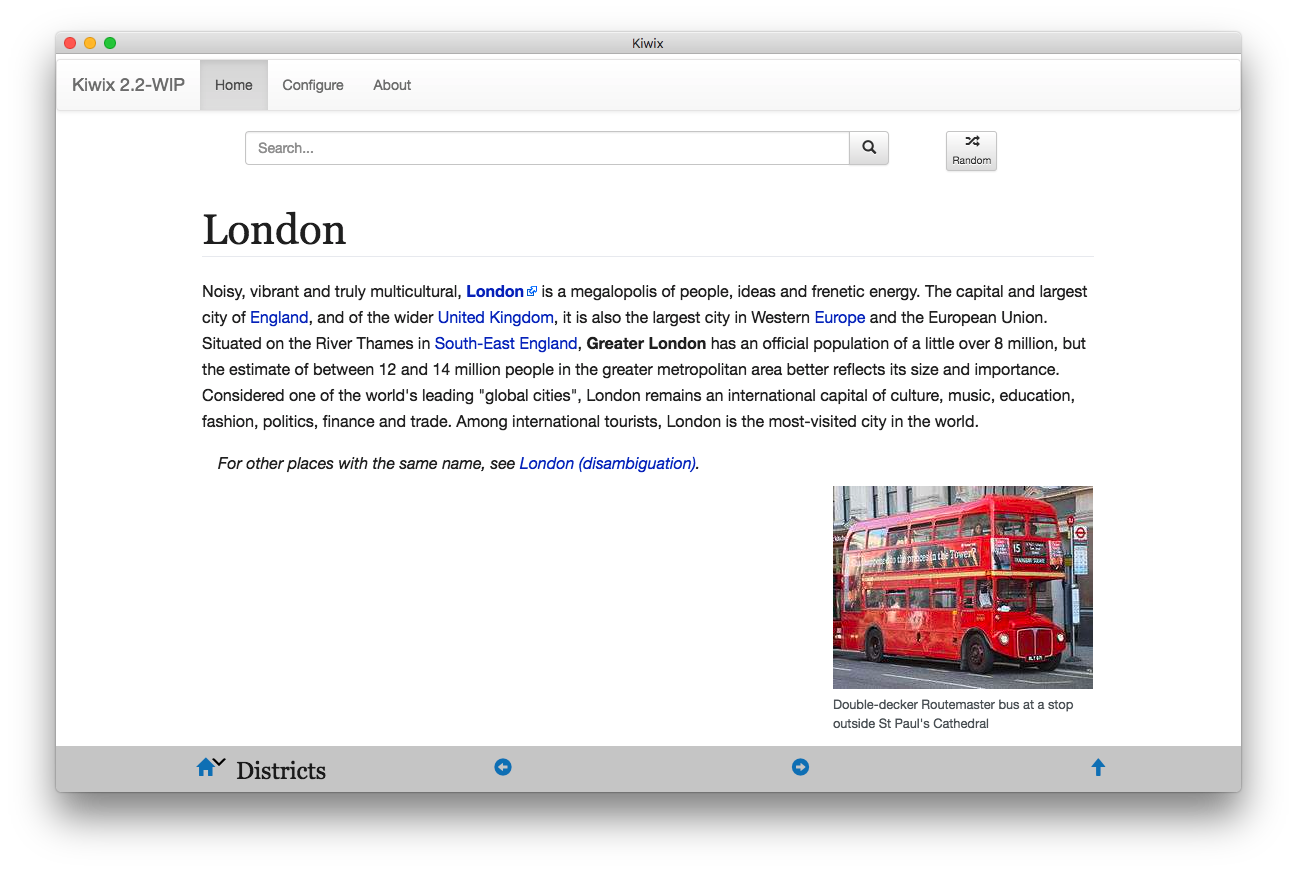 Kiwix
Kiwix 2.2-WIP
Home
Configure
About
Search...
Random
London
Noisy, vibrant and truly multicultural, London is a megalopolis of people, ideas and frenetic energy. The capital and largest
city of England, and of the wider United Kingdom, it is also the largest city in Western Europe and the European Union.
Situated on the River Thames in South-East England, Greater London has an official population of a little over 8 million, but
the estimate of between 12 and 14 million people in the greater metropolitan area better reflects its size and importance.
Considered one of the world's leading "global cities", London remains an international capital of culture, music, education,
fashion, politics, finance and trade. Among international tourists, London is the most-visited city in the world.
For other places with the same name, see London (disambiguation).
to the princes in the Tower?
15
Double-decker Routemaster bus at a stop
outside St Paul's Cathedral
Districts